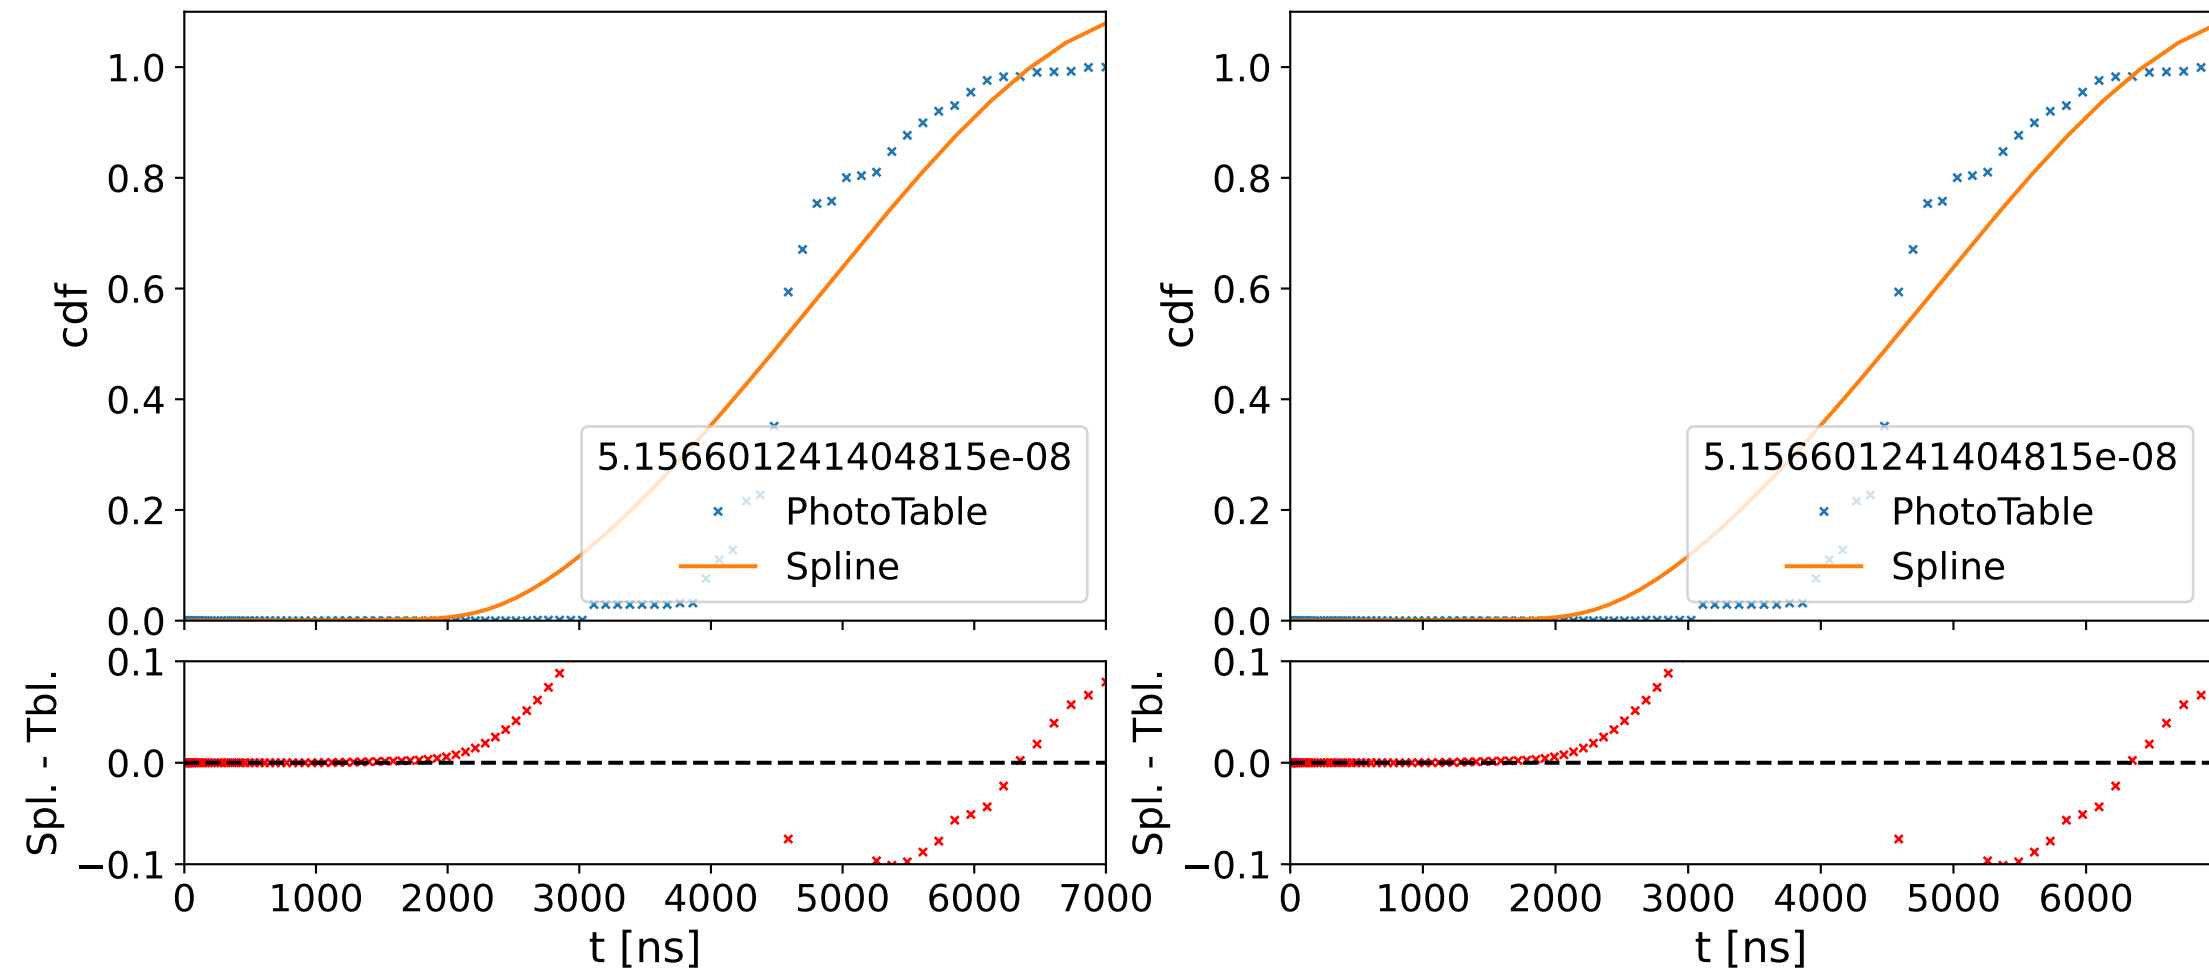 1.0
0.8
0.6
0.4
0.2
0.0
cdf
5.156601241404815e-08
PhotoTable
Spline
0.1
0.0
−0.1
Spl. - Tbl.
0 1000 2000 3000 4000 5000 6000 7000
t [ns]
1.0
0.8
0.6
0.4
0.2
0.0
cdf
5.156601241404815e-08
PhotoTable
Spline
0.1
0.0
−0.1
Spl. - Tbl.
0 1000 2000 3000 4000 5000 6000
t [ns]